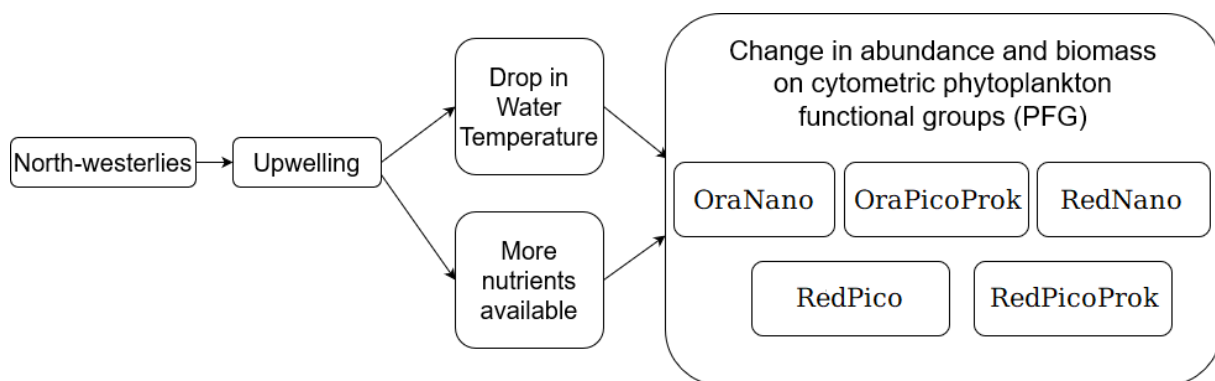 North-westerlies
Upwelling
Drop in
Water
Temperature
More
nutrients
available
Change in abundance and biomass
on cytometric phytoplankton
functional groups (PFG)
OraNano
OraPicoProk
RedNano
RedPico
RedPicoProk